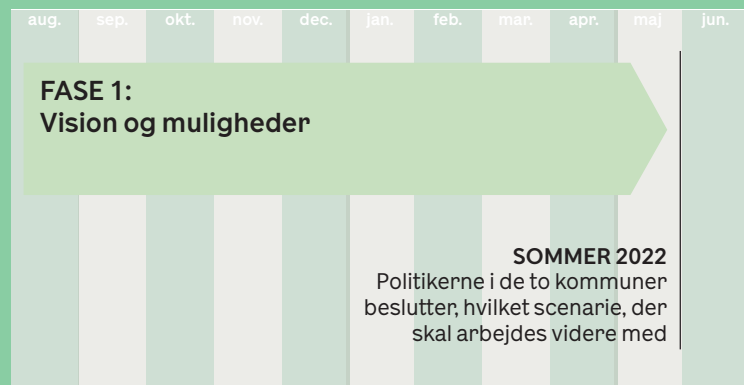 aug. sep. okt. nov. dec. jan. feb. mar. apr. maj jun.
FASE 1:
Vision og muligheder
SOMMER 2022
Politikerne i de to kommuner
beslutter, hvilket scenarie, der
skal arbejdes videre med